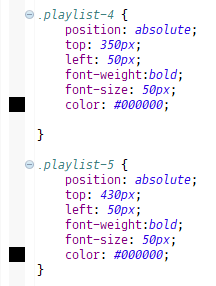 .playlist-4 {
position: absolute;
top: 350px;
left: 50px;
font-weight:bold;
font-size: 50px;
color: #000000;
}
.playlist-5 {
position: absolute;
top: 430px;
left: 50px;
font-weight:bold;
font-size: 50px;
color: #000000;
}